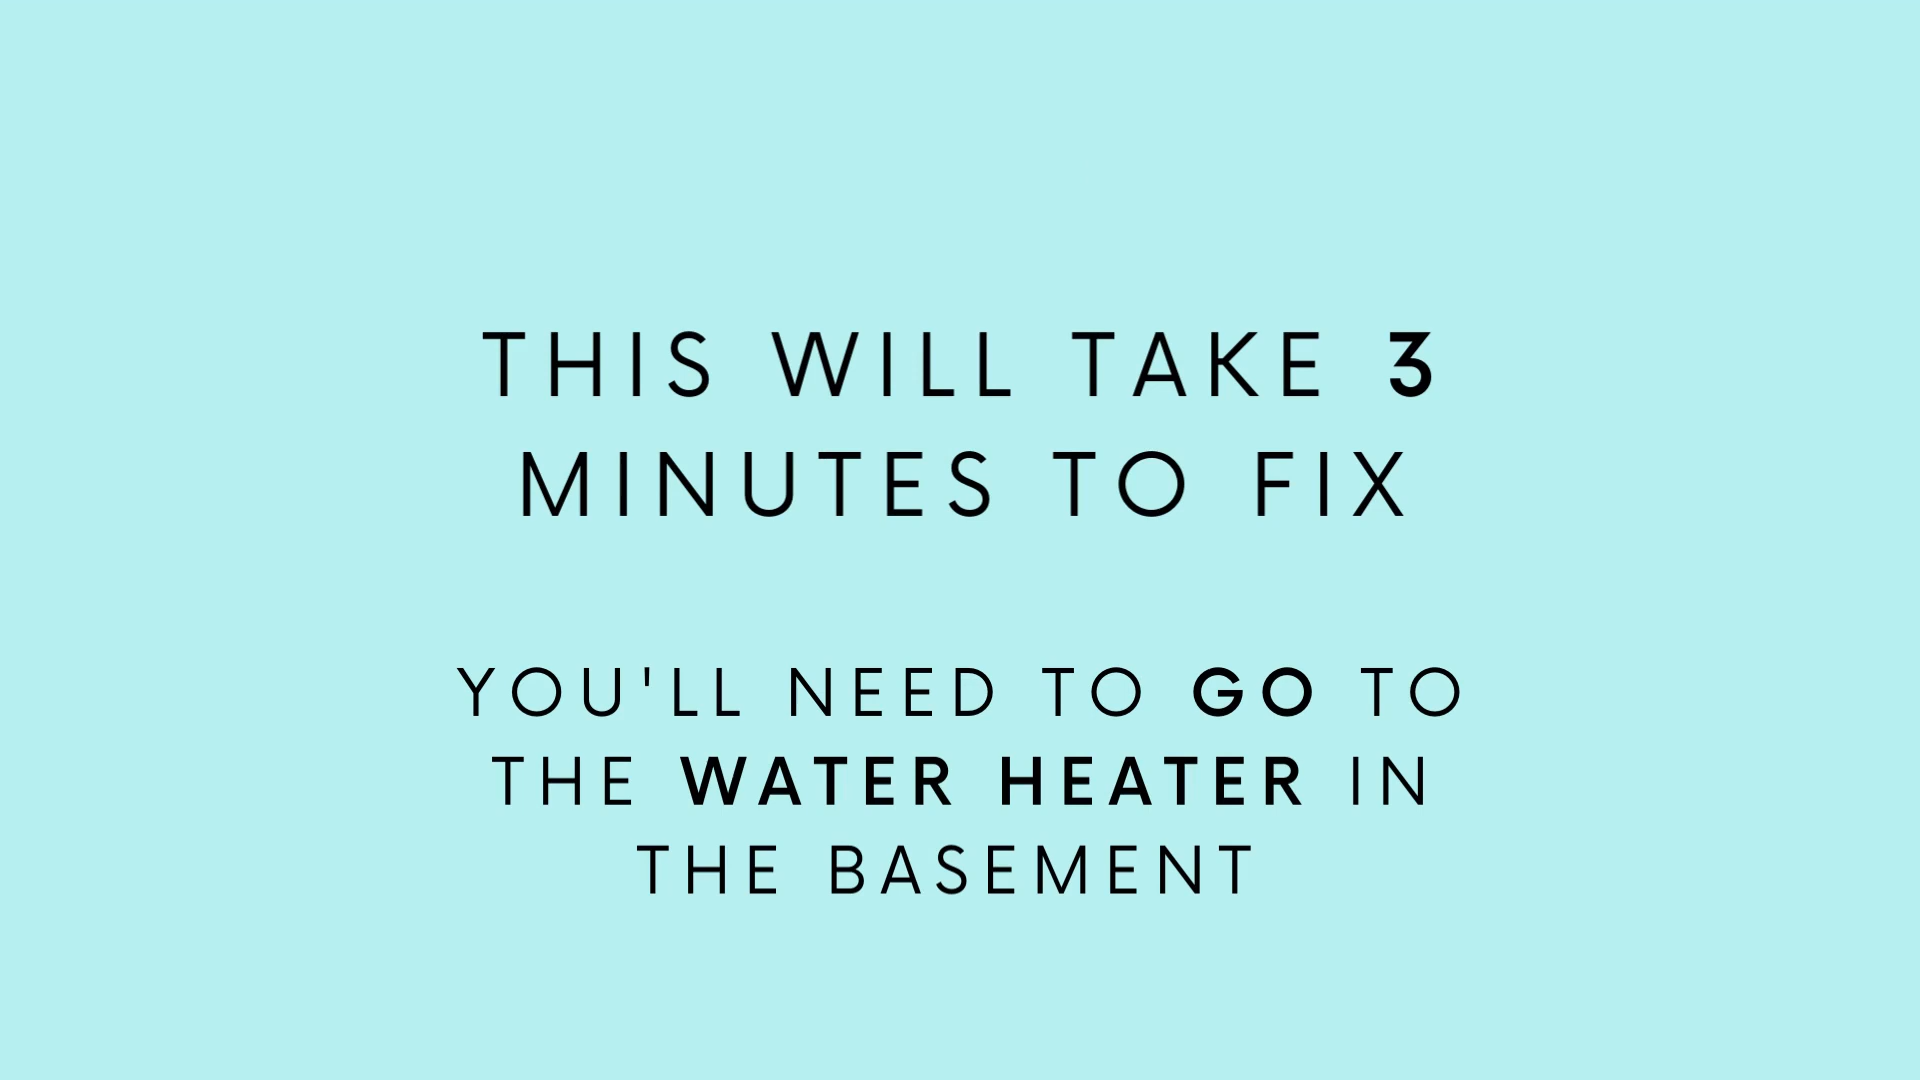 THIS WILL TAKE 3
MINUTES TO FIX
YOU'LL NEED TO GO TO
THE WATER HEATER IN
THE BASEMENT